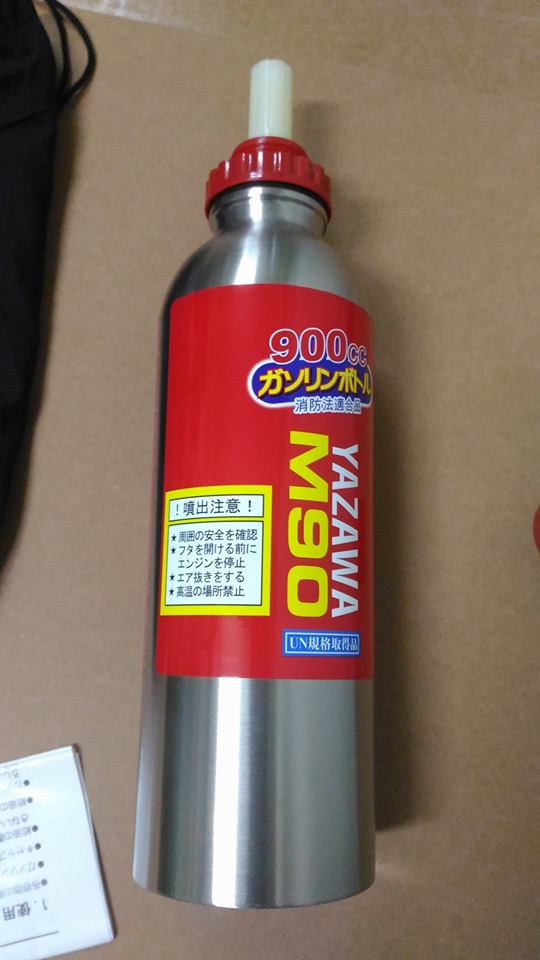 900cc
ガソリンボトル
消防法適合品
YAZAWA
M90
！噴出注意！
★周囲の安全を確認
★フタを開ける前に
エンジンを停止
★エア抜きをする
★高温の場所禁止
UN規格取得品
1.使用